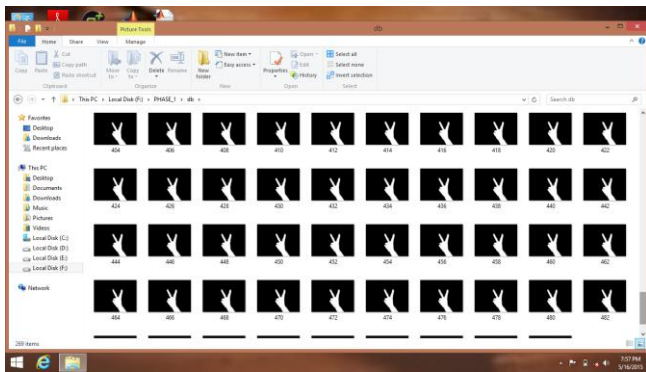 Picture Tools
db
File Home Share View Manage
Cut
Copy path
Paste shortcut
Copy Paste
Move to Copy to Delete Rename
New folder
New item
Easy access
Properties
Open
Edit
History
Select all
Select none
Invert selection
Clipboard Organize New Open Select
This PC Local Disk (F:) PHASE_1 db
Search db
Favorites
Desktop
Downloads
Recent places
This PC
Desktop
Documents
Downloads
Music
Pictures
Videos
Local Disk (C:)
Local Disk (D:)
Local Disk (E:)
Local Disk (F:)
Network
404 406 408 410 412 414 416 418 420 422
424 426 428 430 432 434 436 438 440 442
444 446 448 450 452 454 456 458 460 462
464 466 468 470 472 474 476 478 480 482
289 items
7:57 PM
5/16/2015